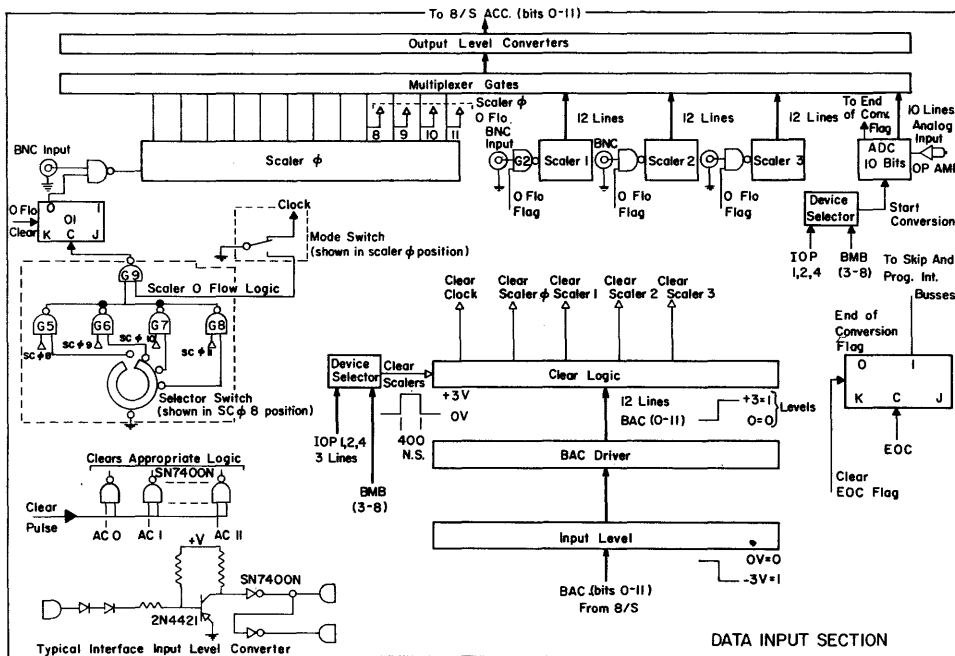 To 8/S ACC. (bits 0-11)
Output Level Converters
Multiplexer Gates
Scaler φ
O Flo.
8 9 10 11
BNC Input
Scaler φ
BNC Input
G2
12 Lines
Scaler 1
O Flo Flag
BNC
12 Lines
Scaler 2
O Flo Flag
12 Lines
Scaler 3
O Flo Flag
To End of Conv. Flag
10 Lines
Analog Input
ADC
10 Bits
OP AMP
Device Selector
Start Conversion
IOP 1,2,4
BMB (3-8)
O Flo Clear
O I
OI
K C J
Clock
Mode Switch
(shown in scaler φ position)
G9
Scaler O Flow Logic
G5 G6 G7 G8
SC φ8
SC φ9
SC φ10
SC φ11
Selector Switch
(shown in SC φ 8 position)
Clear Clock
Clear Scaler φ
Clear Scaler 1
Clear Scaler 2
Clear Scaler 3
Device Selector
Clear Scalers
+3V
0V
400 N.S.
IOP 1,2,4
3 Lines
BMB (3-8)
Clear Logic
12 Lines
BAC (0-11)
+3=1
0=0
Levels
BAC Driver
Input Level
0V=0
-3V=1
BAC. (bits 0-11)
From 8/S
To Skip And Prog. Int. Busses
End of Conversion Flag
O I
K C J
EOC
Clear EOC Flag
Clears Appropriate Logic
SN7400N
Clear Pulse
AC 0 AC 1 AC 11
+V
SN7400N
2N4421
Typical Interface Input Level Converter
DATA INPUT SECTION